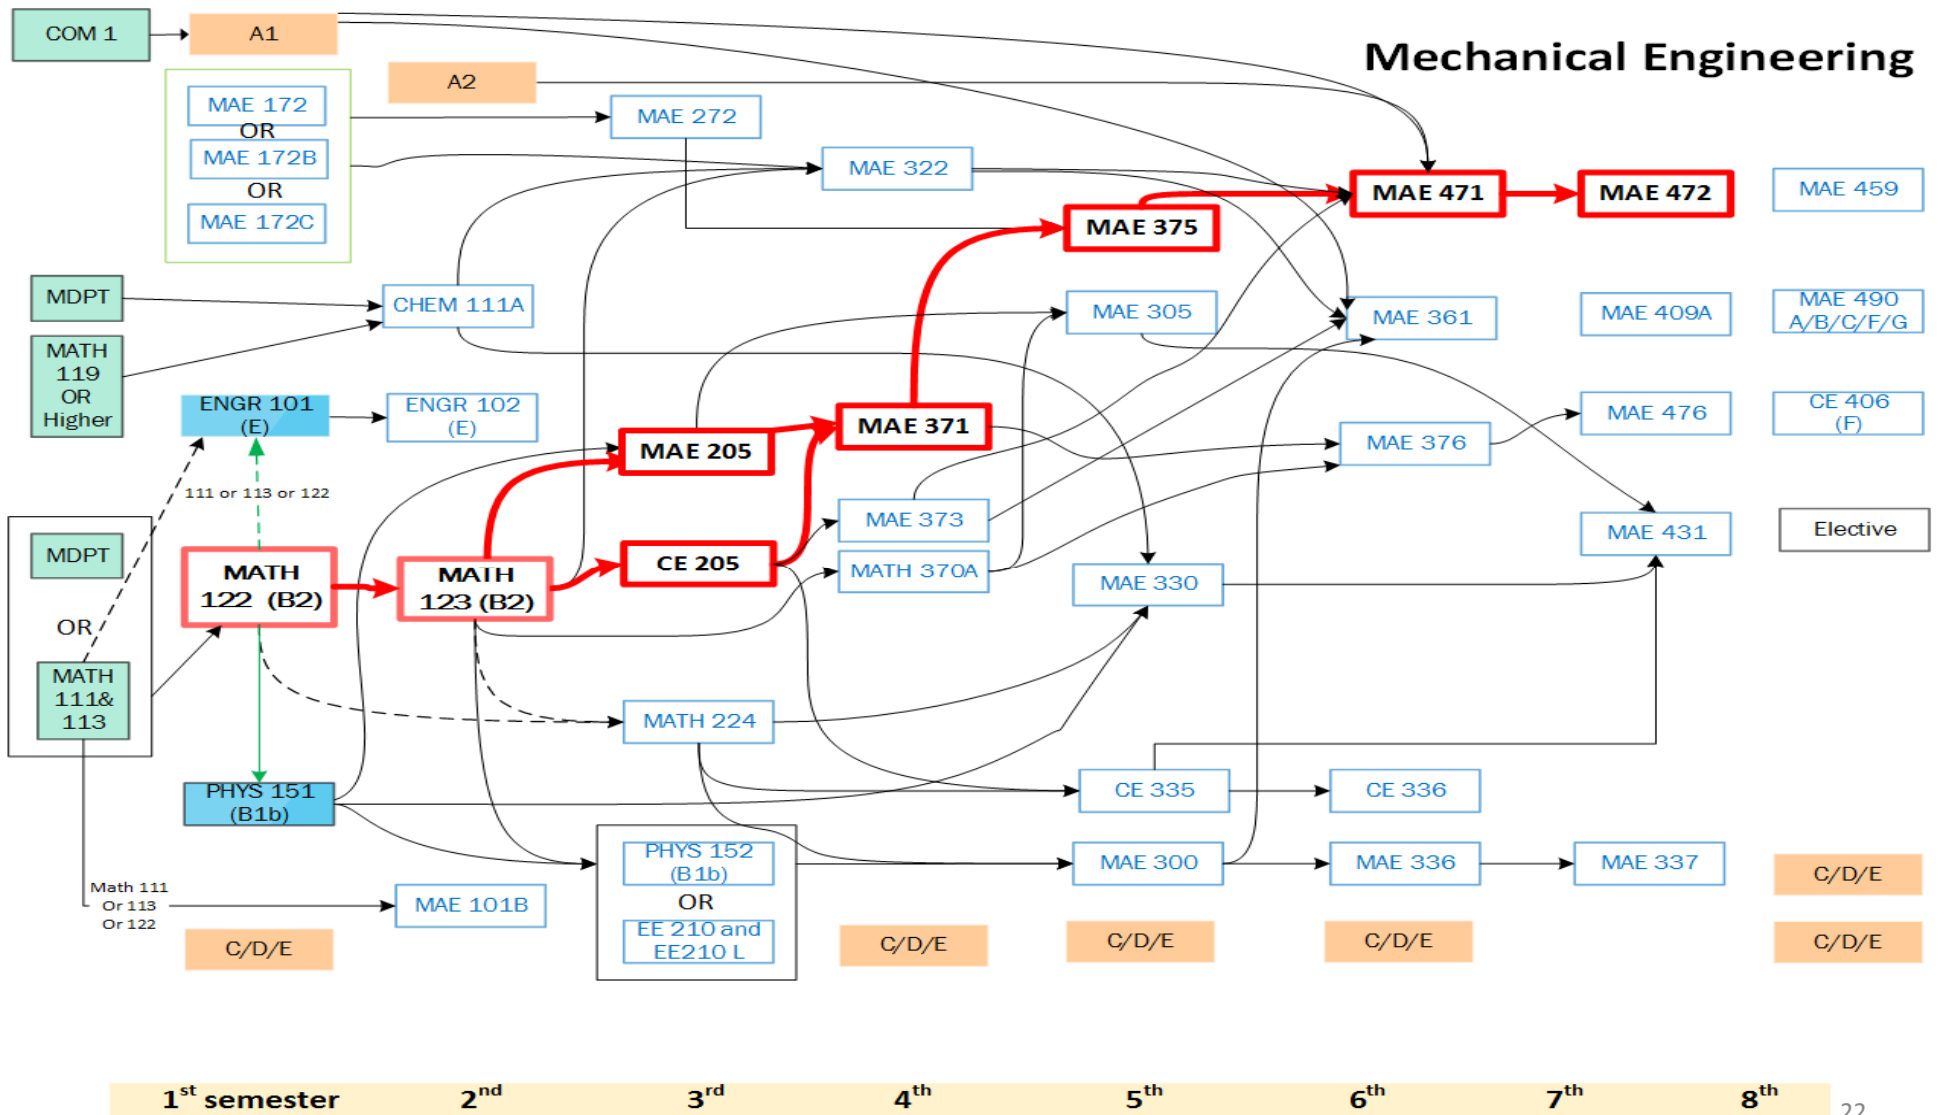 Mechanical Engineering
COM 1
A1
A2
MAE 172
OR
MAE 172B
OR
MAE 172C
MAE 272
MAE 322
MAE 471
MAE 472
MAE 459
MAE 375
MDPT
CHEM 111A
MAE 305
MAE 361
MAE 409A
MAE 490
A/B/C/F/G
MATH
119
OR
Higher
ENGR 101
(E)
ENGR 102
(E)
MAE 205
MAE 371
MAE 376
MAE 476
CE 406
(F)
111 or 113 or 122
MAE 373
MAE 431
Elective
MDPT
OR
MATH
111&
113
MATH
122 (B2)
MATH
123 (B2)
CE 205
MATH 370A
MAE 330
MATH 224
PHYS 151
(B1b)
CE 335
CE 336
PHYS 152
(B1b)
OR
EE 210 and
EE210 L
MAE 300
MAE 336
MAE 337
C/D/E
Math 111
Or 113
Or 122
MAE 101B
C/D/E
C/D/E
C/D/E
C/D/E
C/D/E
1st semester
2nd
3rd
4th
5th
6th
7th
8th
22